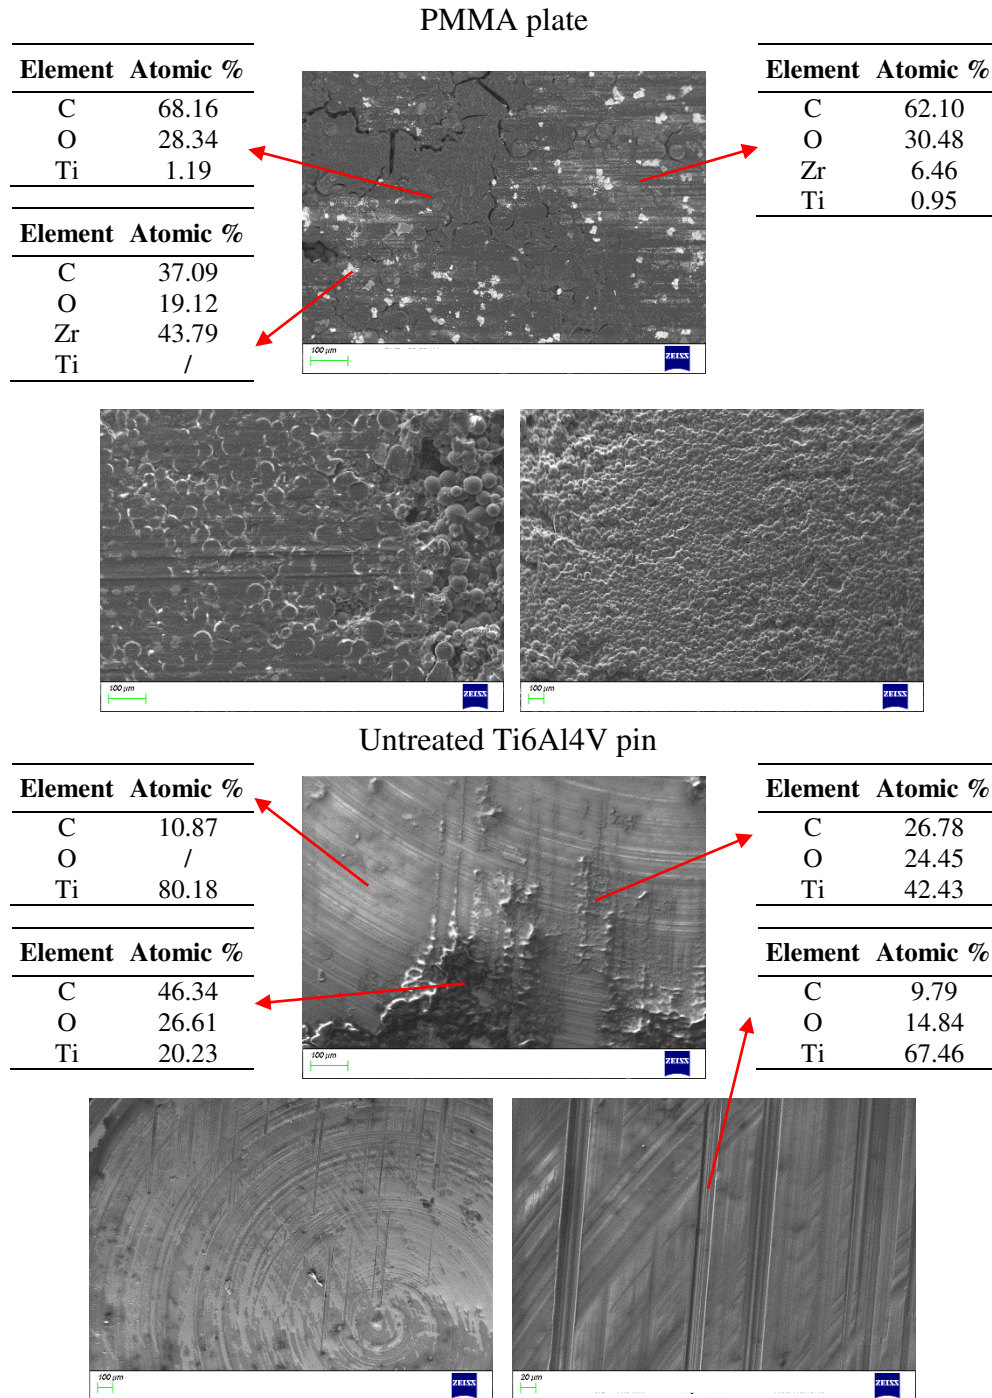 PMMA plate
Element Atomic %
C 68.16
O 28.34
Ti 1.19
Element Atomic %
C 62.10
O 30.48
Zr 6.46
Ti 0.95
Element Atomic %
C 37.09
O 19.12
Zr 43.79
Ti /
100 µm
ZEISS
100 µm
ZEISS
100 µm
ZEISS
Untreated Ti6Al4V pin
Element Atomic %
C 10.87
O /
Ti 80.18
Element Atomic %
C 26.78
O 24.45
Ti 42.43
Element Atomic %
C 46.34
O 26.61
Ti 20.23
Element Atomic %
C 9.79
O 14.84
Ti 67.46
100 µm
ZEISS
100 µm
ZEISS
20 µm
ZEISS